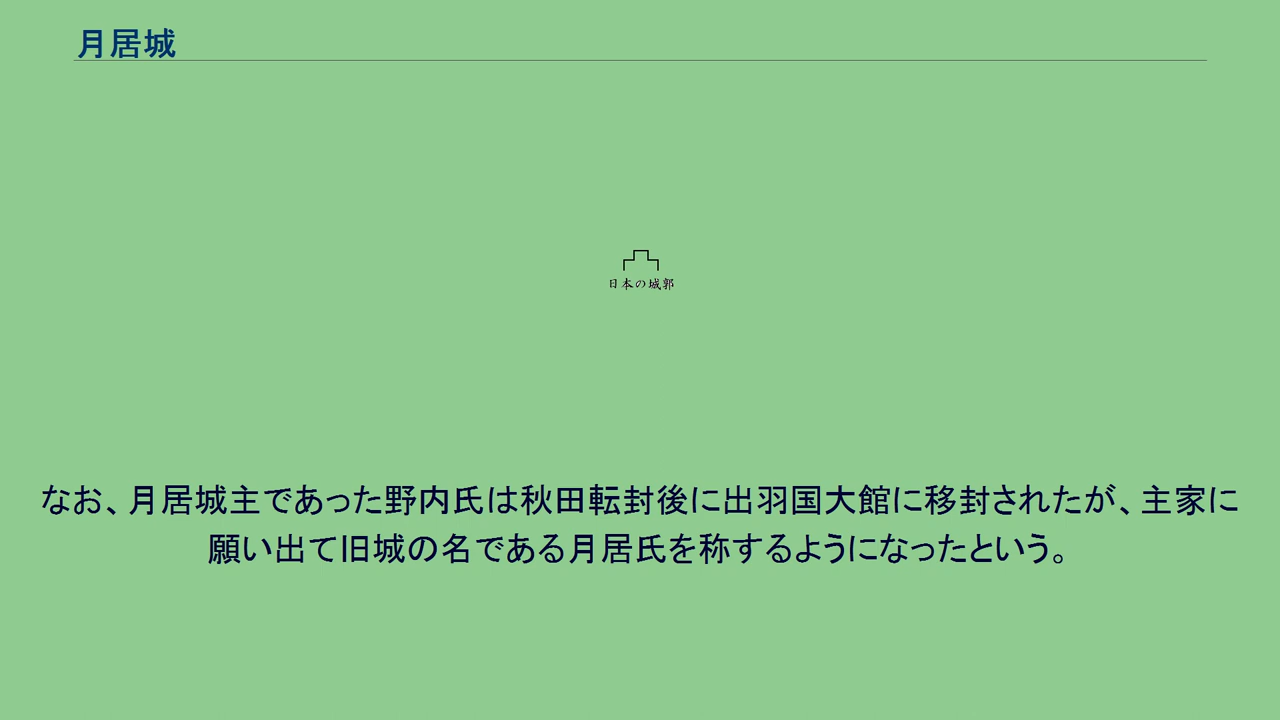 月居城
日本の城郭
なお、月居城主であった野内氏は秋田転封後に出羽国大館に移封されたが、主家に
願い出て旧城の名である月居氏を称するようになったという。